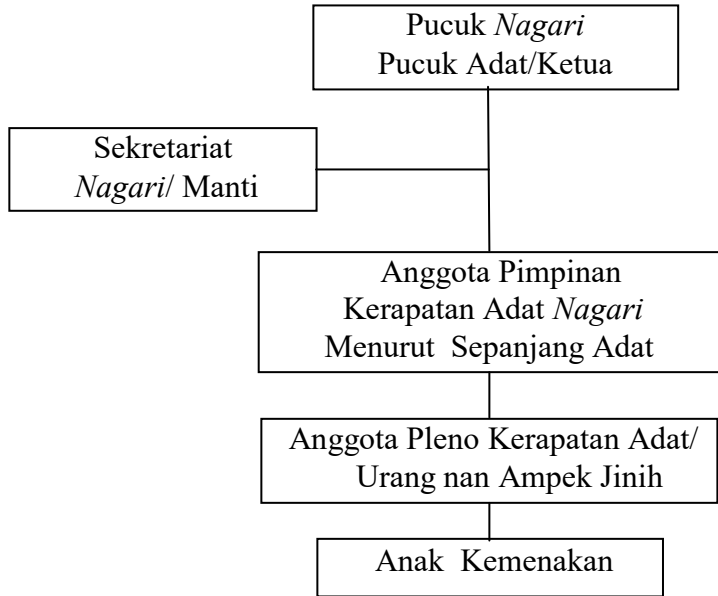 Pucuk Nagari
Pucuk Adat/Ketua
Sekretariat
Nagari/ Manti
Anggota Pimpinan
Kerapatan Adat Nagari
Menurut Sepanjang Adat
Anggota Pleno Kerapatan Adat/
Urang nan Ampek Jinih
Anak Kemenakan